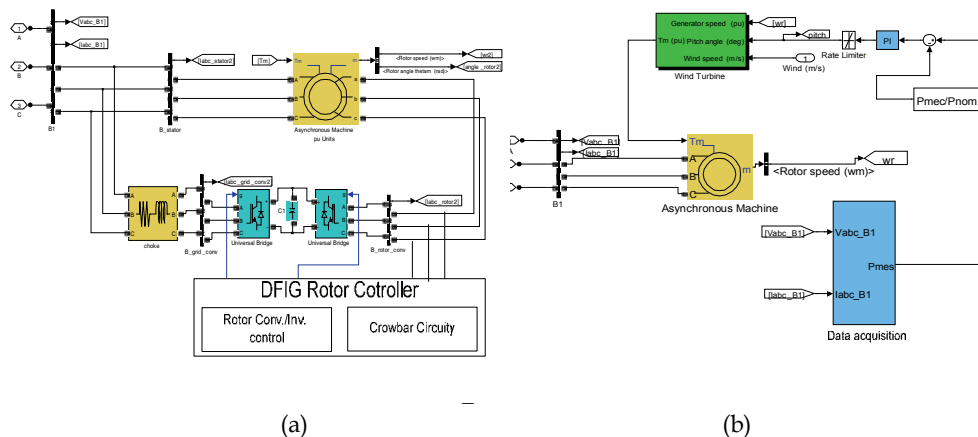 1
A
[Vabc_B1]
[Iabc_B1]
2
B
3
C
B1
[Iabc_stator2]
A
B
C
B_stator
[Tm]
Tm
m
A
B
C
a
b
c
Asynchronous Machine
pu Units
<Rotor speed (wm)>
[wr2]
<Rotor angle thetam (rad)>
[angle_rotor2]
A
B
C
A
B
C
choke
[Iabc_grid_conv2]
B_grid_conv
g
A
B
C
+
-
Universal Bridge
C1
g
+
-
A
B
C
Universal Bridge
[Iabc_rotor2]
B_rotor_conv
DFIG Rotor Cotroller
Rotor Conv./Inv.
control
Crowbar Circuity
(a)
Generator speed (pu)
Tm (pu)
Pitch angle (deg)
Wind speed (m/s)
Wind Turbine
[wr]
pitch
1
Wind (m/s)
Rate Limiter
PI
Pmec/Pnom
[Vabc_B1]
[Iabc_B1]
B1
Tm
A
B
C
m
Asynchronous Machine
<Rotor speed (wm)>
wr
[Vabc_B1]
Vabc_B1
Pmes
[Iabc_B1]
Iabc_B1
Data acquisition
(b)